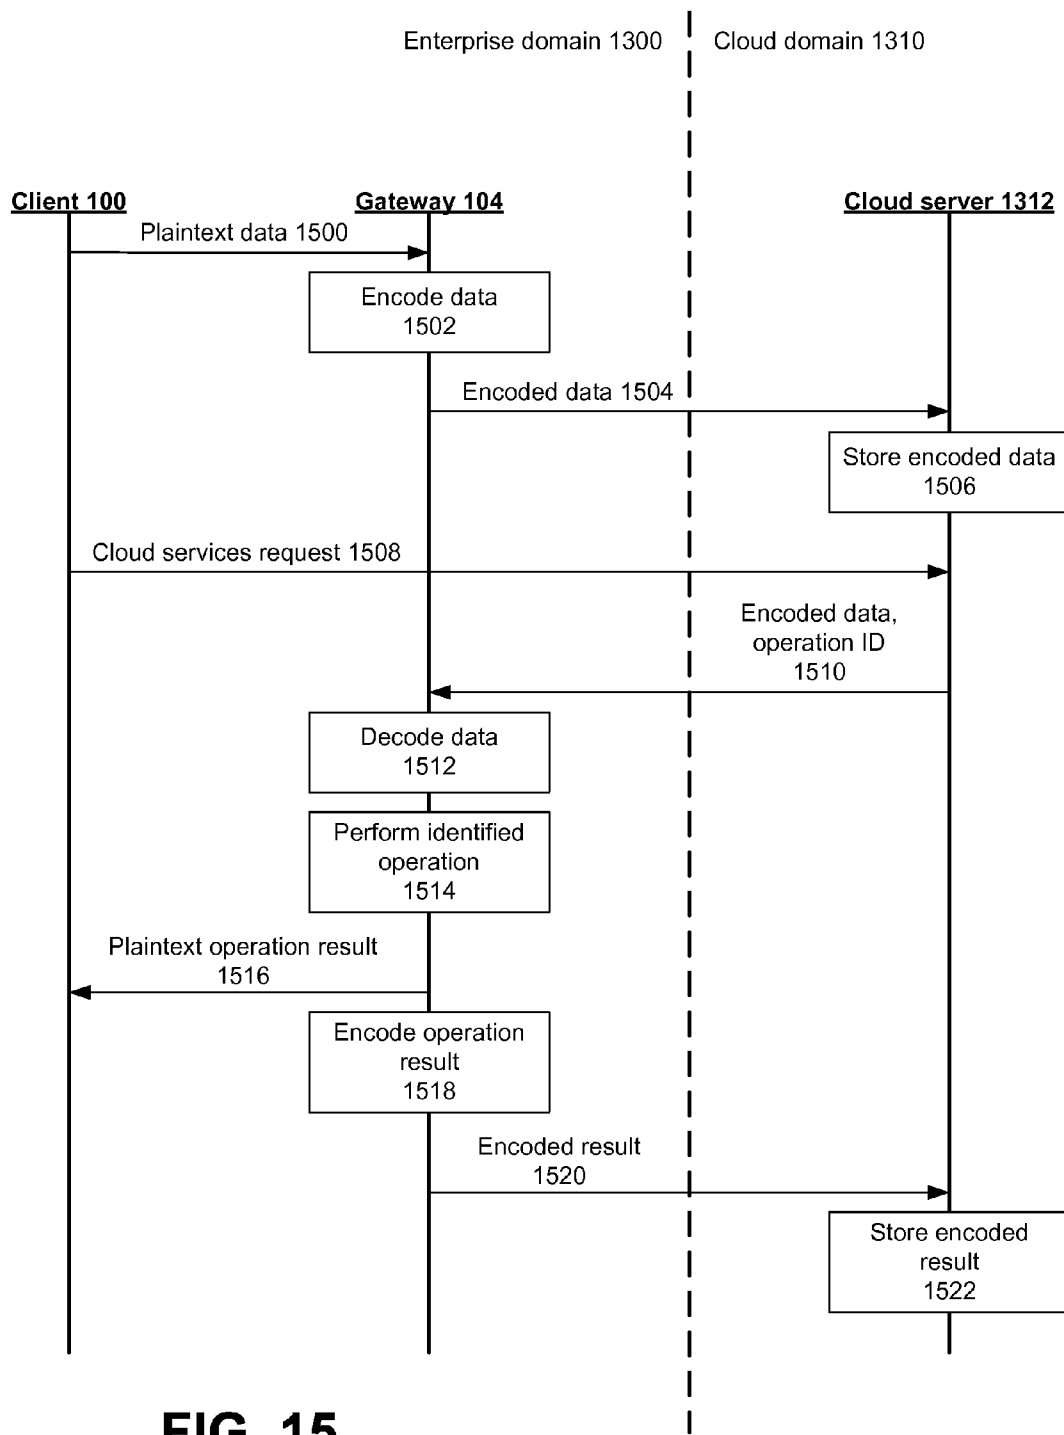 Enterprise domain 1300
Cloud domain 1310
Client 100
Gateway 104
Cloud server 1312
Plaintext data 1500
Encode data
1502
Encoded data 1504
Store encoded data
1506
Cloud services request 1508
Encoded data,
operation ID
1510
Decode data
1512
Perform identified
operation
1514
Plaintext operation result
1516
Encode operation
result
1518
Encoded result
1520
Store encoded
result
1522
FIG. 15